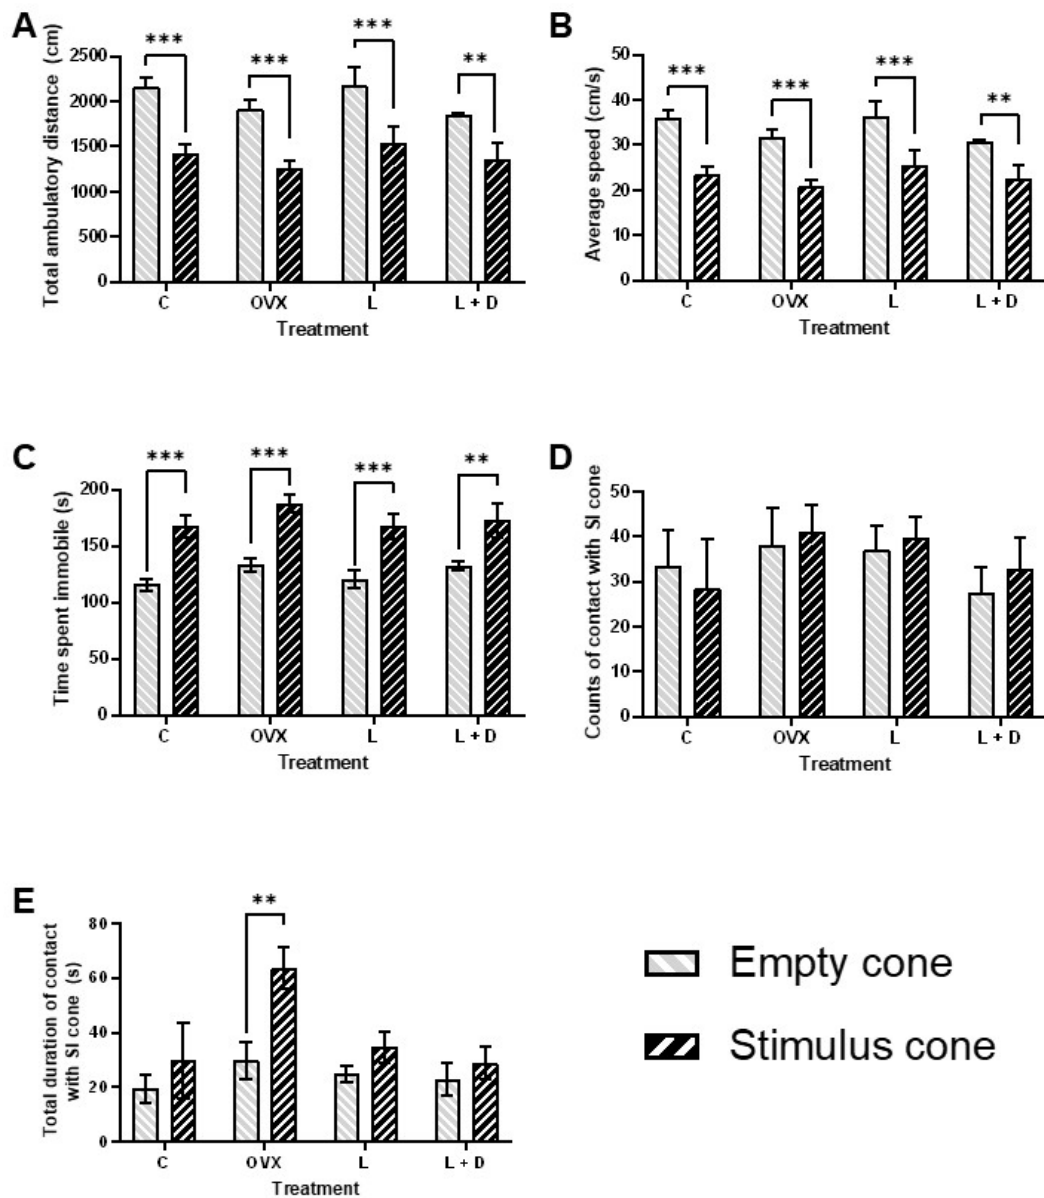 A
Total ambulatory distance (cm)
2500
2000
1500
1000
500
0
*** *** *** **
C OVX L L + D
Treatment
B
Average speed (cm/s)
50
40
30
20
10
0
*** *** *** **
C OVX L L + D
Treatment
C
Time spent immobile (s)
200
150
100
50
0
*** *** *** **
C OVX L L + D
Treatment
D
Counts of contact with SI cone
50
40
30
20
10
0
C OVX L L + D
Treatment
E
Total duration of contact
with SI cone (s)
80
60
40
20
0
**
C OVX L L + D
Treatment
Empty cone
Stimulus cone